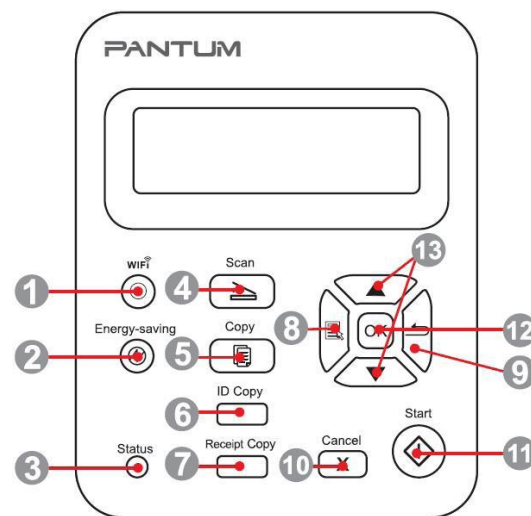 PANTUM
WiFi
Scan
13
1
4
8
OK
12
Energy-saving
Copy
2
5
9
ID Copy
6
Start
Status
Receipt Copy
Cancel
3
7
10
X
11